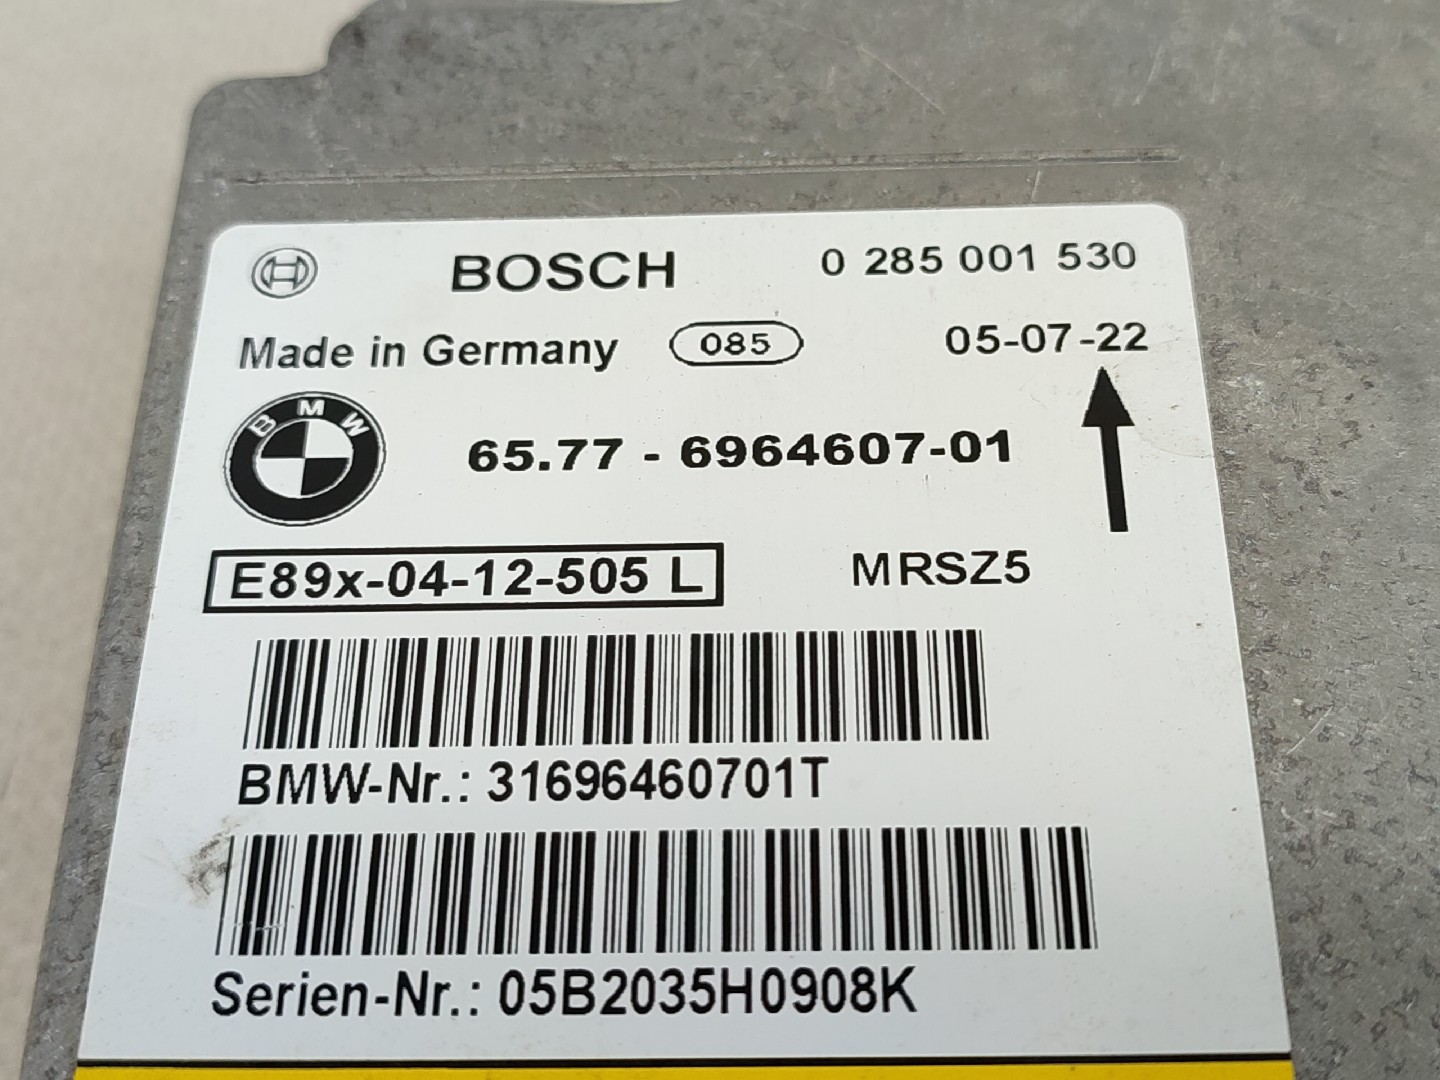 BOSCH 0 285 001 530
Made in Germany 085 05-07-22
BMW 65.77 - 6964607-01
E89x-04-12-505 L MRSZ5
BMW-Nr.: 31696460701T
Serien-Nr.: 05B2035H0908K